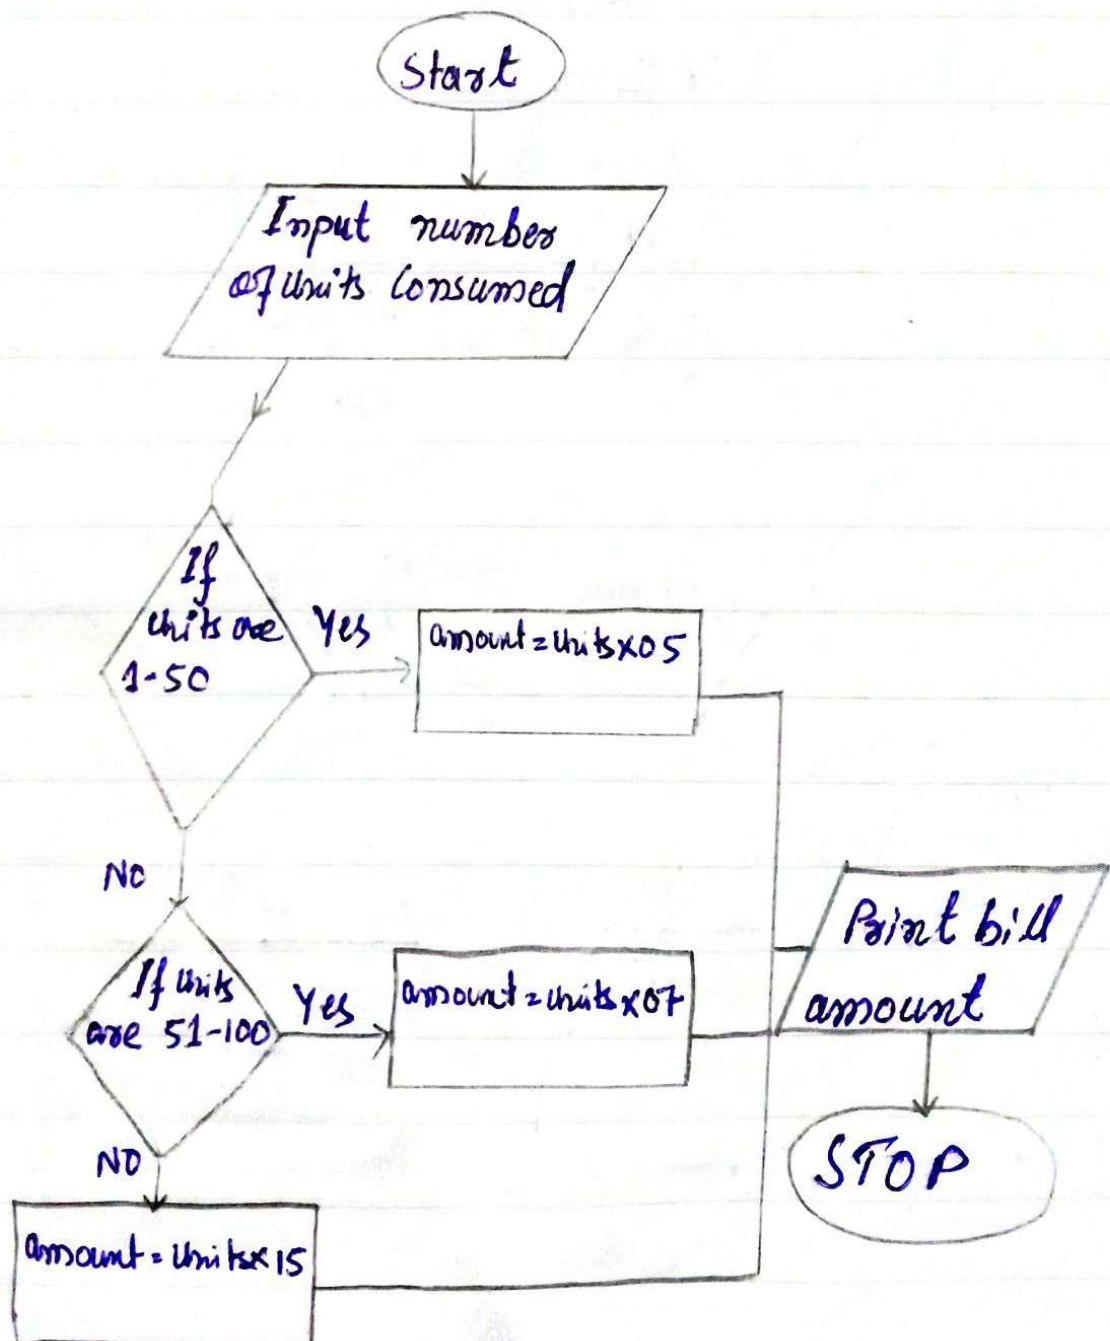 Start
Input number
of units Consumed
If
units are
1-50
Yes
amount = units×05
NO
If units
are 51-100
Yes
amount = units×07
Print bill
amount
NO
STOP
amount = units×15